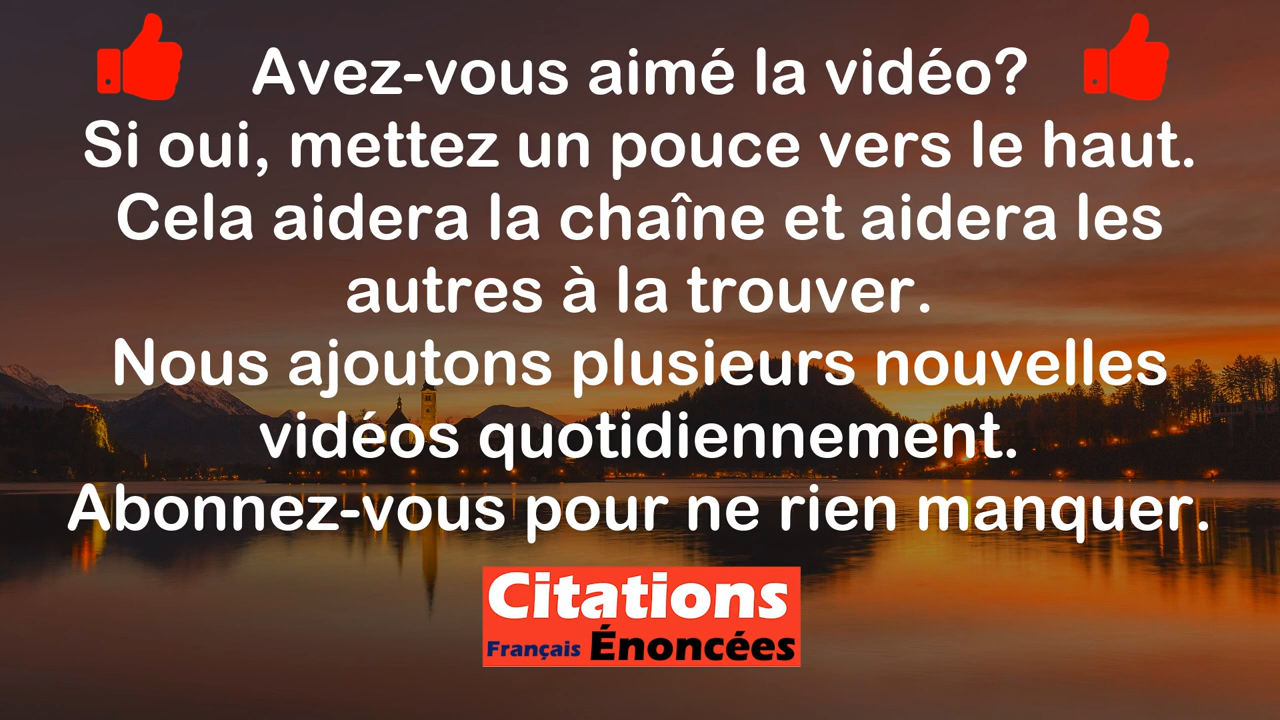 Avez-vous aimé la vidéo?
Si oui, mettez un pouce vers le haut.
Cela aidera la chaîne et aidera les
autres à la trouver.
Nous ajoutons plusieurs nouvelles
vidéos quotidiennement.
Abonnez-vous pour ne rien manquer.
Citations
Français Énoncées